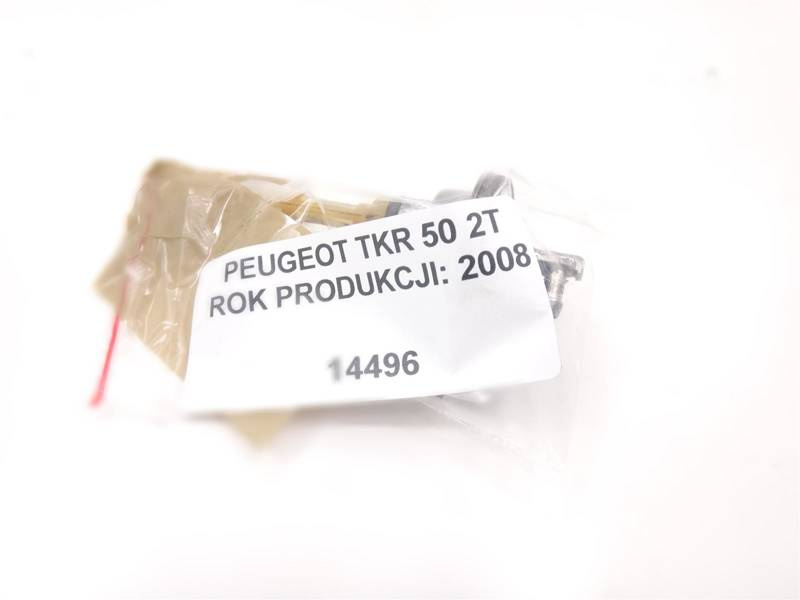 PEUGEOT TKR 50 2T
ROK PRODUKCJI: 2008
14496